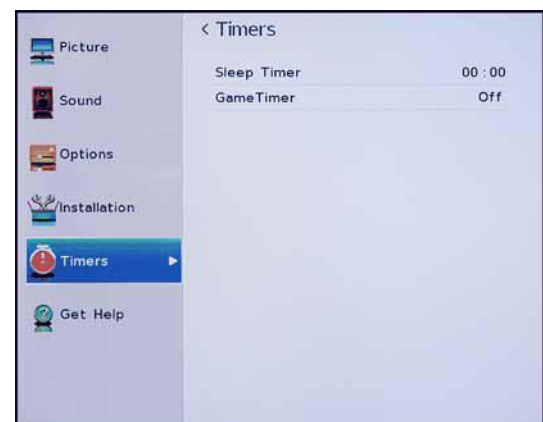 Picture
Sound
Options
Installation
Timers
Get Help
< Timers
Sleep Timer 00 : 00
GameTimer Off